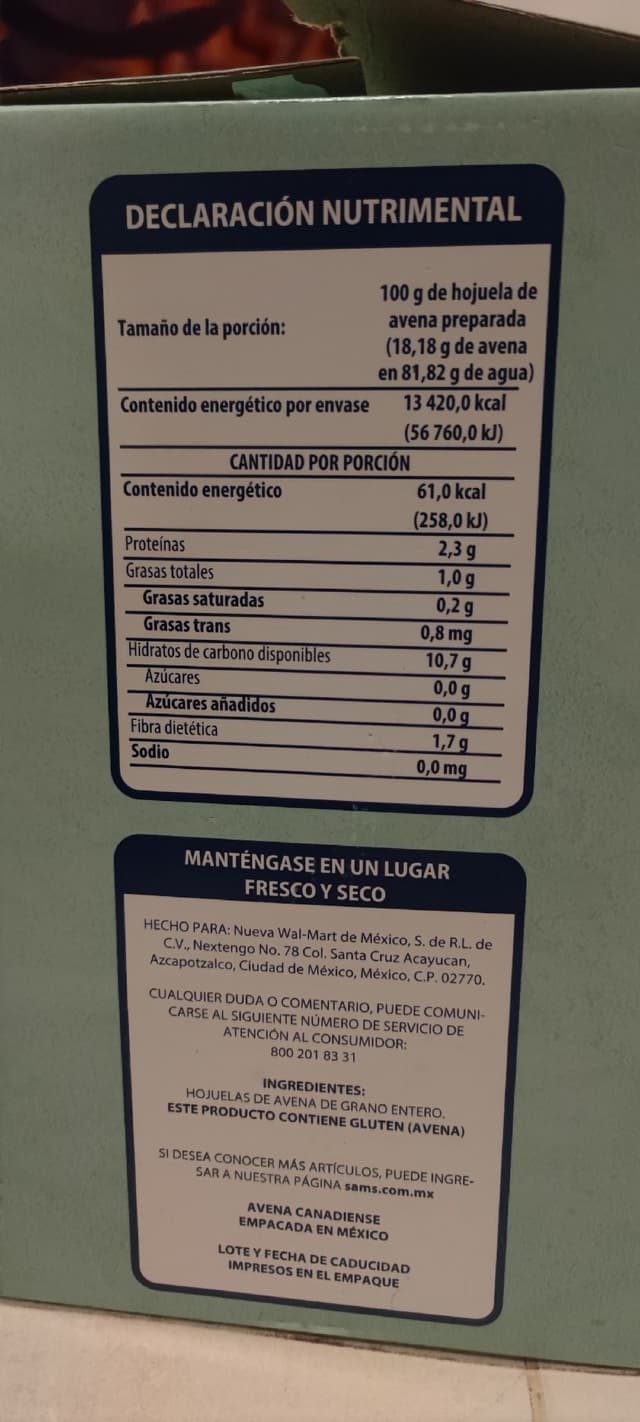 DECLARACIÓN NUTRIMENTAL
Tamaño de la porción:
100 g de hojuela de
avena preparada
(18,18 g de avena
en 81,82 g de agua)
Contenido energético por envase 13 420,0 kcal
(56 760,0 kJ)
CANTIDAD POR PORCIÓN
Contenido energético 61,0 kcal
(258,0 kJ)
Proteínas 2,3 g
Grasas totales 1,0 g
Grasas saturadas 0,2 g
Grasas trans 0,8 mg
Hidratos de carbono disponibles 10,7 g
Azúcares 0,0 g
Azúcares añadidos 0,0 g
Fibra dietética 1,7 g
Sodio 0,0 mg
MANTÉNGASE EN UN LUGAR
FRESCO Y SECO
HECHO PARA: Nueva Wal-Mart de México, S. de R.L. de
C.V., Nextengo No. 78 Col. Santa Cruz Acayucan,
Azcapotzalco, Ciudad de México, México, C.P. 02770.
CUALQUIER DUDA O COMENTARIO, PUEDE COMUNI-
CARSE AL SIGUIENTE NÚMERO DE SERVICIO DE
ATENCIÓN AL CONSUMIDOR:
800 201 83 31
INGREDIENTES:
HOJUELAS DE AVENA DE GRANO ENTERO.
ESTE PRODUCTO CONTIENE GLUTEN (AVENA)
SI DESEA CONOCER MÁS ARTÍCULOS, PUEDE INGRE-
SAR A NUESTRA PÁGINA sams.com.mx
AVENA CANADIENSE
EMPACADA EN MÉXICO
LOTE Y FECHA DE CADUCIDAD
IMPRESOS EN EL EMPAQUE